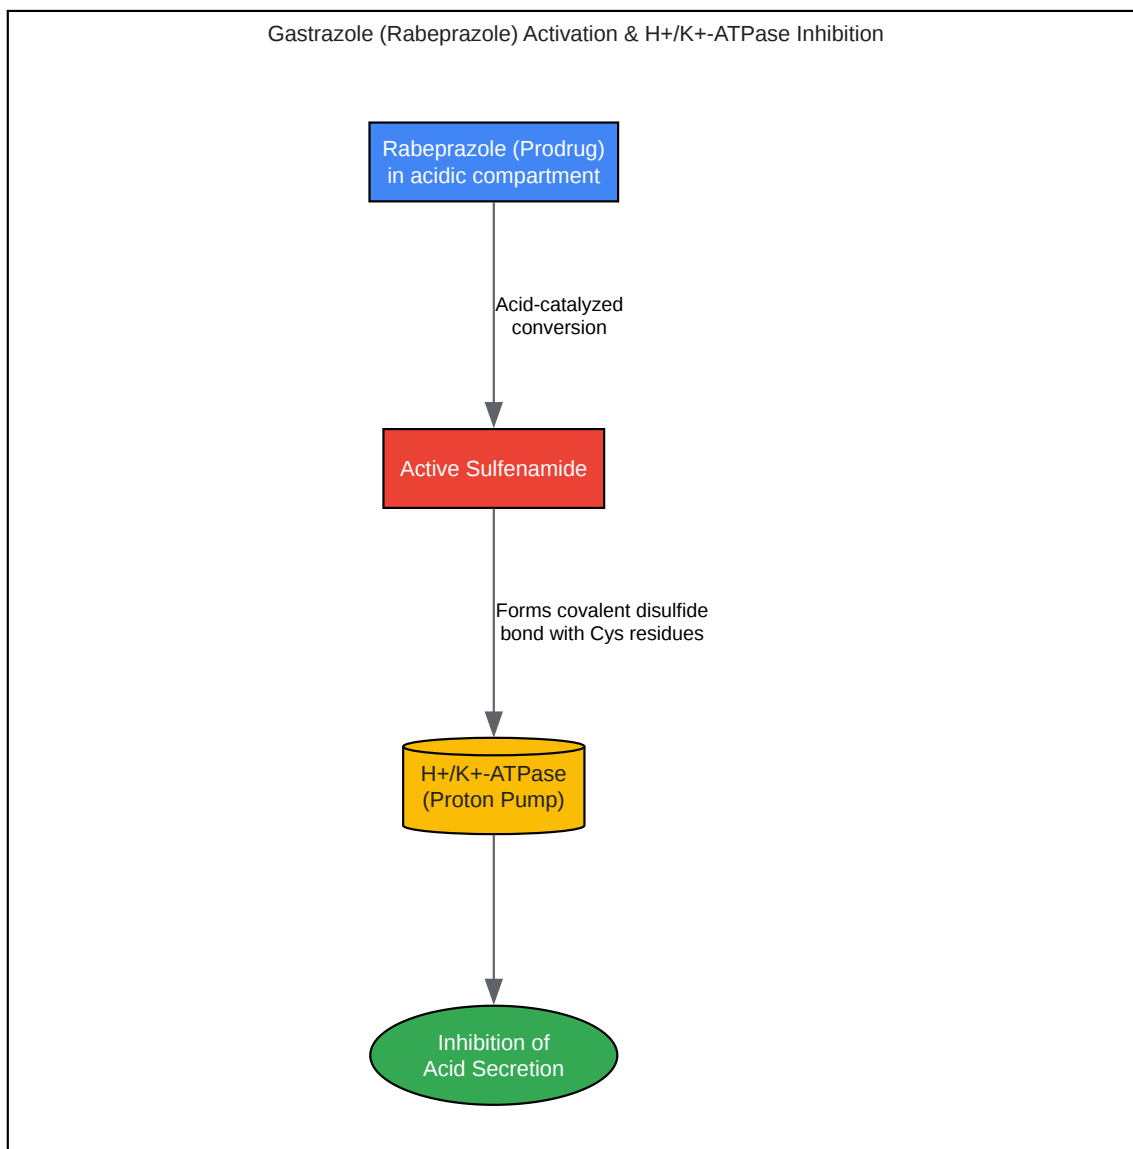 Gastrazole (Rabeprazole) Activation & H+/K+-ATPase Inhibition
Rabeprazole (Prodrug)
in acidic compartment
Acid-catalyzed
conversion
Active Sulfenamide
Forms covalent disulfide
bond with Cys residues
H+/K+-ATPase
(Proton Pump)
Inhibition of
Acid Secretion